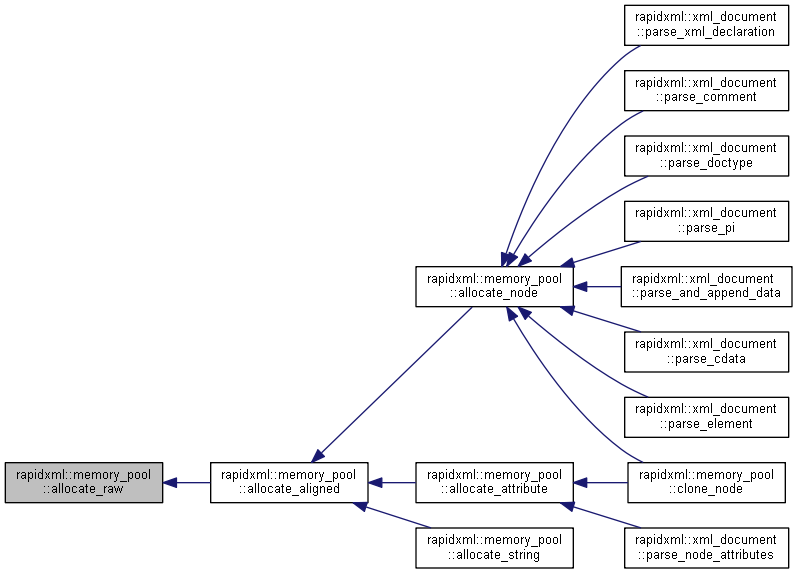 rapidxml::xml_document
::parse_xml_declaration
rapidxml::xml_document
::parse_comment
rapidxml::xml_document
::parse_doctype
rapidxml::xml_document
::parse_pi
rapidxml::memory_pool
::allocate_node
rapidxml::xml_document
::parse_and_append_data
rapidxml::xml_document
::parse_cdata
rapidxml::xml_document
::parse_element
rapidxml::memory_pool
::allocate_raw
rapidxml::memory_pool
::allocate_aligned
rapidxml::memory_pool
::allocate_attribute
rapidxml::memory_pool
::clone_node
rapidxml::memory_pool
::allocate_string
rapidxml::xml_document
::parse_node_attributes